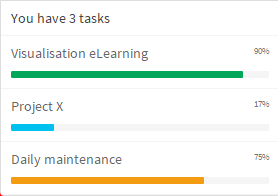 You have 3 tasks
Visualisation eLearning 90%
Project X 17%
Daily maintenance 75%